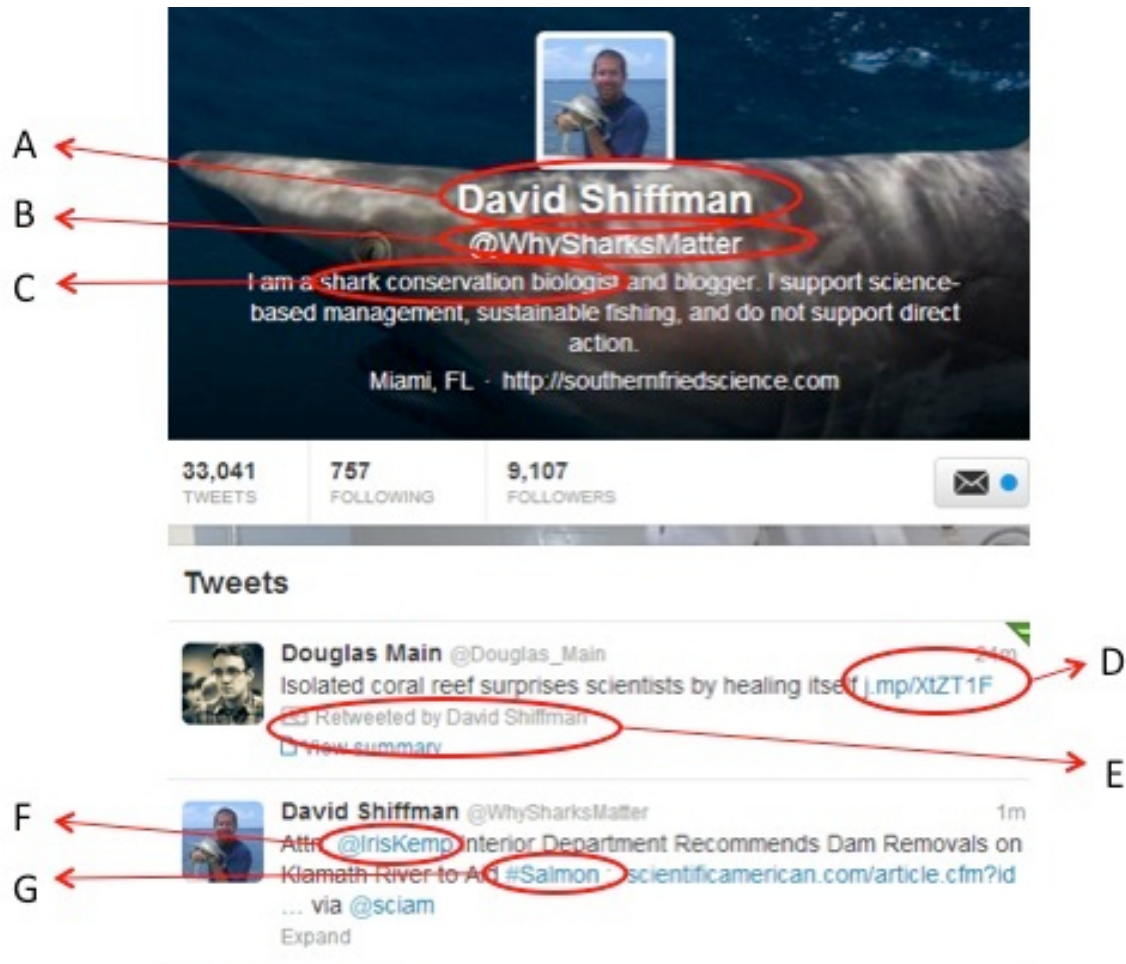 A
David Shiffman
B
@WhySharksMatter
C
I am a shark conservation biologist and blogger. I support science-
based management, sustainable fishing, and do not support direct
action.
Miami, FL · http://southernfriedscience.com
33,041
TWEETS
757
FOLLOWING
9,107
FOLLOWERS
Tweets
Douglas Main @Douglas_Main 24m
Isolated coral reef surprises scientists by healing itself j.mp/XtZT1F
D
Retweeted by David Shiffman
View summary
E
David Shiffman @WhySharksMatter 1m
F
Attn @IrisKemp Interior Department Recommends Dam Removals on
G
Klamath River to Aid #Salmon : scientificamerican.com/article.cfm?id
… via @sciam
Expand